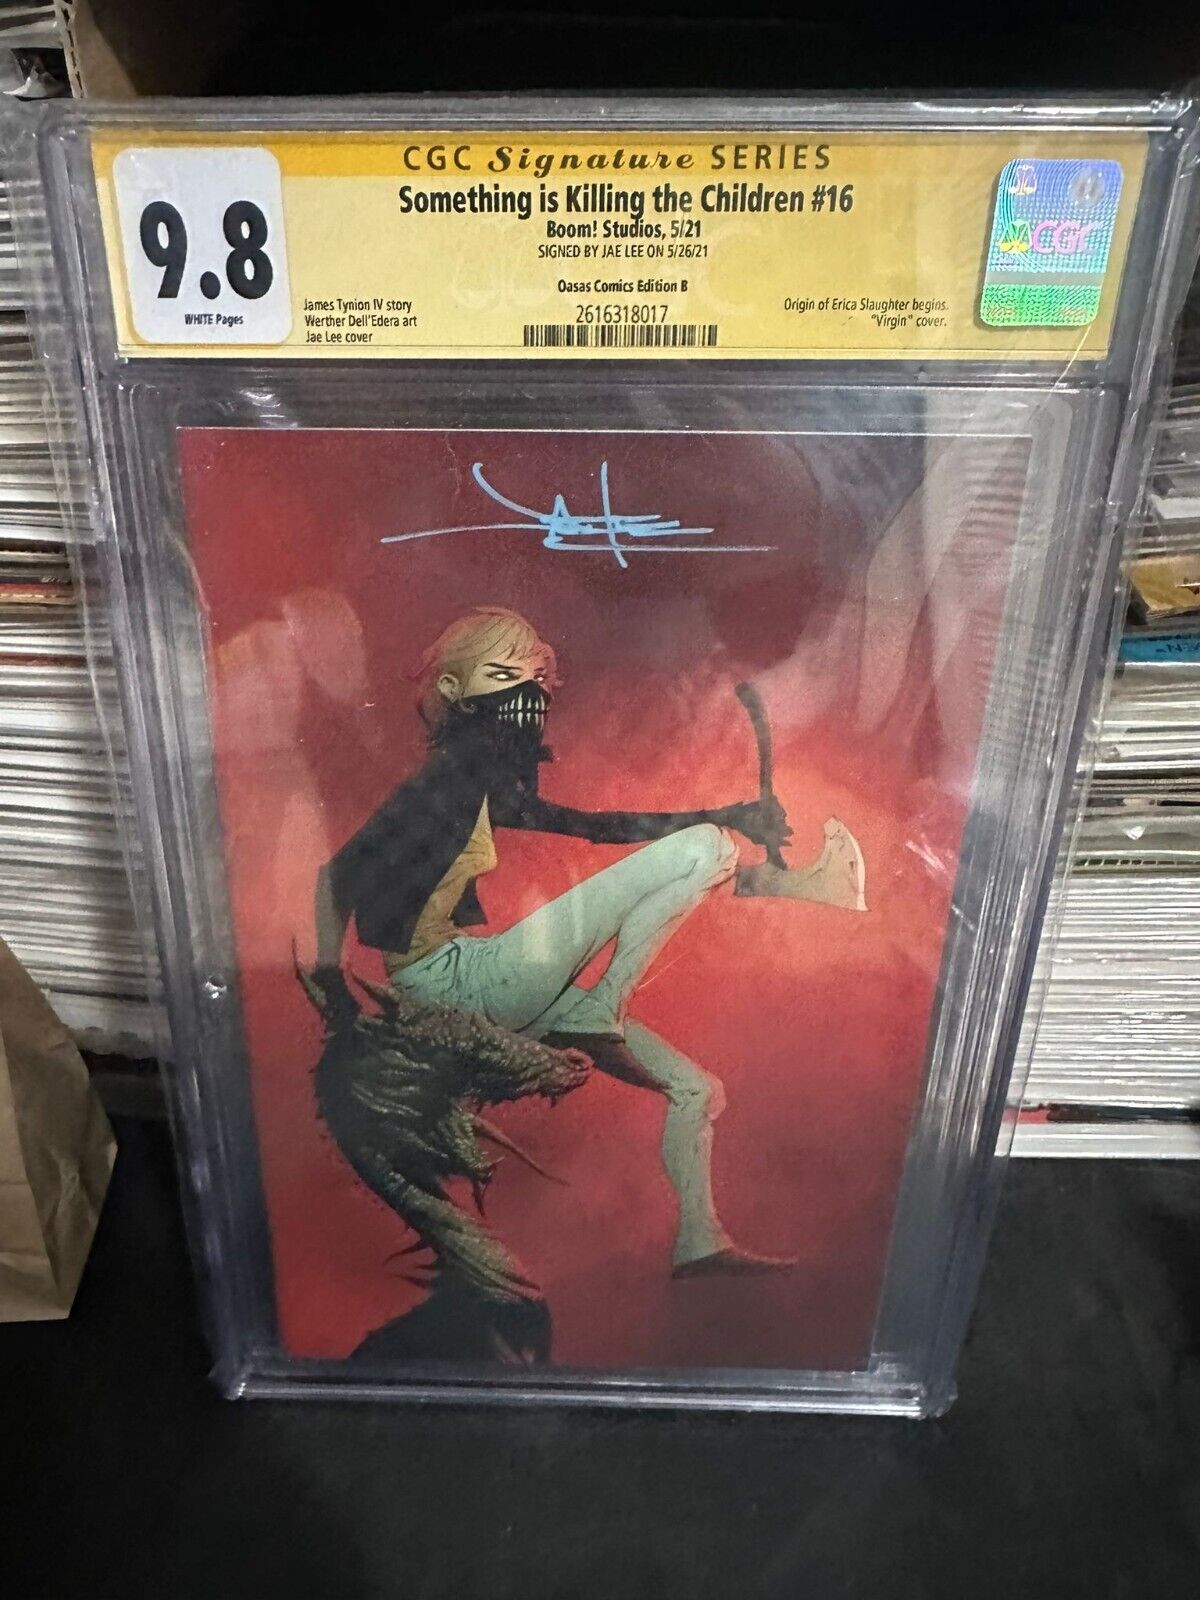 CGC Signature SERIES
Something is Killing the Children #16
Boom! Studios, 5/21
SIGNED BY JAE LEE ON 5/26/21
Oasas Comics Edition B
2616318017
9.8
WHITE Pages
James Tynion IV story
Werther Dell'Edera art
Jae Lee cover
Origin of Erica Slaughter begins.
"Virgin" cover.
CGC
Jae Lee